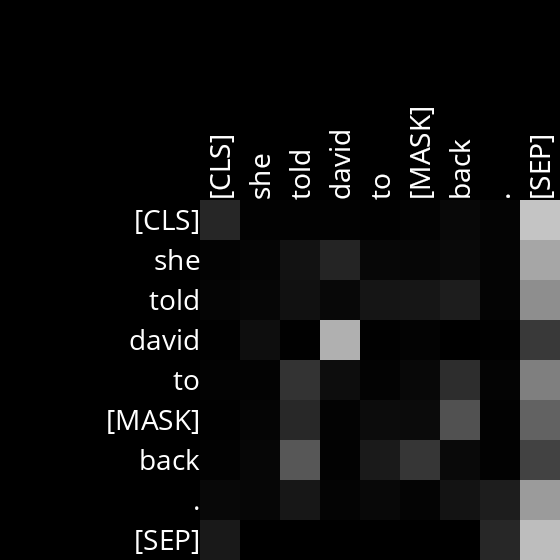 [CLS] she told david to [MASK] back . [SEP]
[CLS]
she
told
david
to
[MASK]
back
.
[SEP]